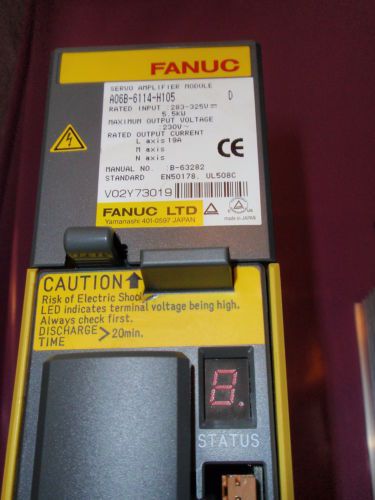 FANUC
SERVO AMPLIFIER MODULE
A06B-6114-H105 D
RATED INPUT 283-325V
5.5kW
MAXIMUM OUTPUT VOLTAGE
230V~
RATED OUTPUT CURRENT
L axis 19A
M axis
N axis
MANUAL NO. B-63282
STANDARD EN50178, UL508C
CE
V02Y73019
FANUC LTD
Yamanashi 401-0597 JAPAN
made in JAPAN
CAUTION
Risk of Electric Shoc
LED indicates terminal voltage being high.
Always check first.
DISCHARGE > 20min.
TIME
8.
STATUS